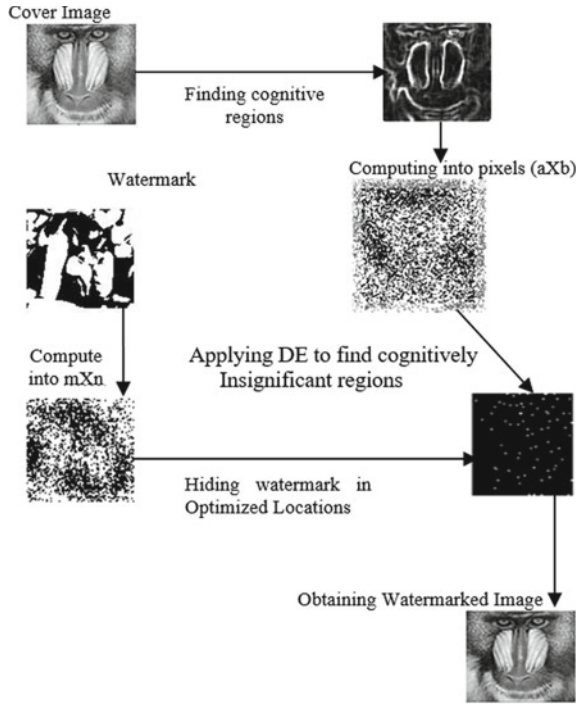 Cover Image
Finding cognitive
regions
Computing into pixels (aXb)
Watermark
Compute
into mXn
Applying DE to find cognitively
Insignificant regions
Hiding watermark in
Optimized Locations
Obtaining Watermarked Image